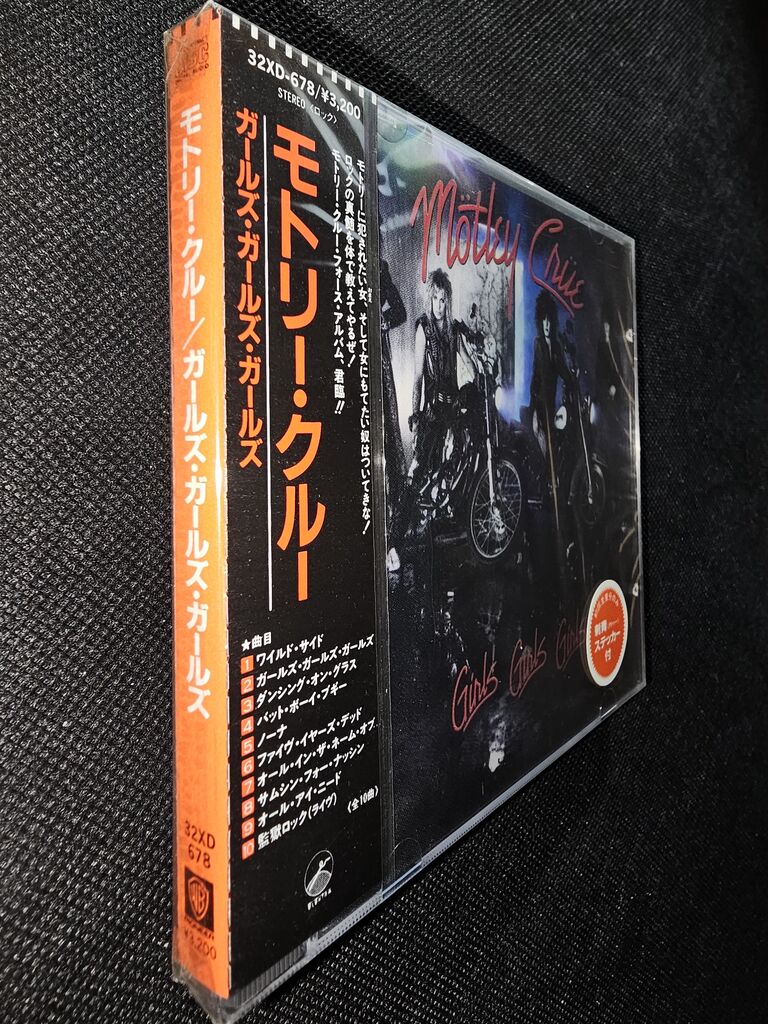 モトリー・クルー/ガールズ・ガールズ・ガールズ
32XD
678
PIONEER
¥3,200
32XD-678/¥3,200
STEREO〈ロック〉
モトリーに犯されたい女、そして女にもてたい奴はついてきな!
ロックの真髄を体で教えてやるぜ!
モトリー・クルー・フォース・アルバム、君臨!!
モトリー・クルー
ガールズ・ガールズ・ガールズ
★曲目
1 ワイルド・サイド
2 ガールズ・ガールズ・ガールズ
3 ダンシング・オン・グラス
4 バット・ボーイ・ブギー
5 ノーナ
6 ファイヴ・イヤーズ・デッド
7 オール・イン・ザ・ネーム・オブ
8 サムシン・フォー・ナッシン
9 オール・アイ・ニード
10 監獄ロック(ライヴ)
〈全10曲〉
Mötley Crüe
Girls Girls Girls
刺青
ステッカー
付